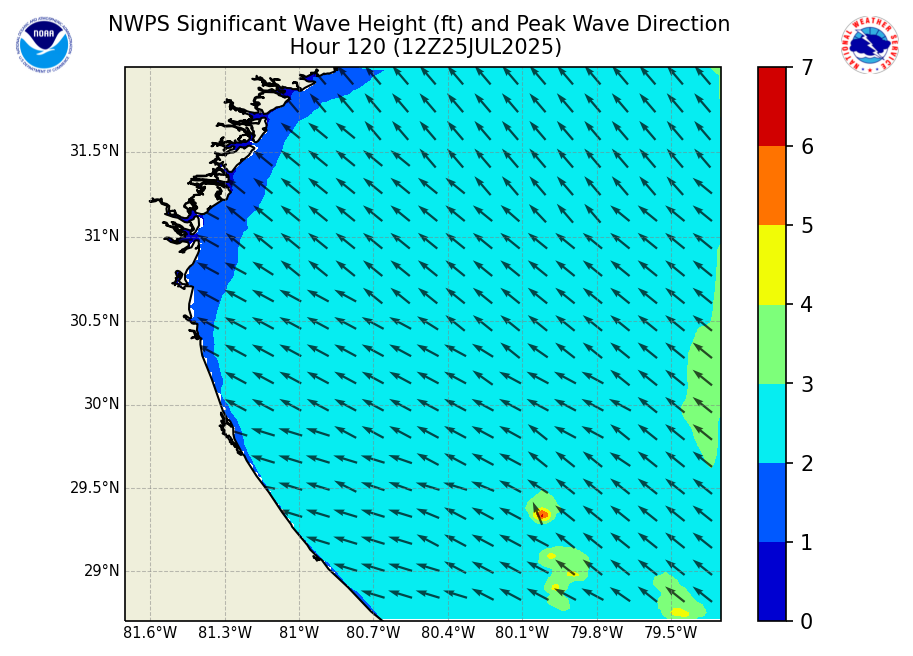 NWPS Significant Wave Height (ft) and Peak Wave Direction
Hour 120 (12Z25JUL2025)
NOAA
NATIONAL WEATHER SERVICE
31.5°N
31°N
30.5°N
30°N
29.5°N
29°N
81.6°W 81.3°W 81°W 80.7°W 80.4°W 80.1°W 79.8°W 79.5°W
7
6
5
4
3
2
1
0